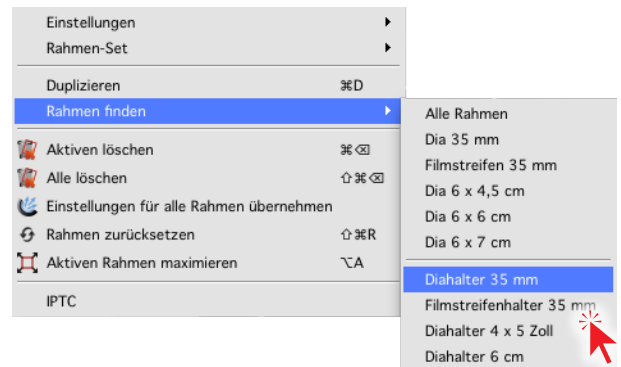 Einstellungen
Rahmen-Set
Duplizieren ⌘D
Rahmen finden
Aktiven löschen ⌘⌫
Alle löschen ⇧⌘⌫
Einstellungen für alle Rahmen übernehmen
Rahmen zurücksetzen ⇧⌘R
Aktiven Rahmen maximieren ⌥A
IPTC
Alle Rahmen
Dia 35 mm
Filmstreifen 35 mm
Dia 6 x 4,5 cm
Dia 6 x 6 cm
Dia 6 x 7 cm
Diahalter 35 mm
Filmstreifenhalter 35 mm
Diahalter 4 x 5 Zoll
Diahalter 6 cm